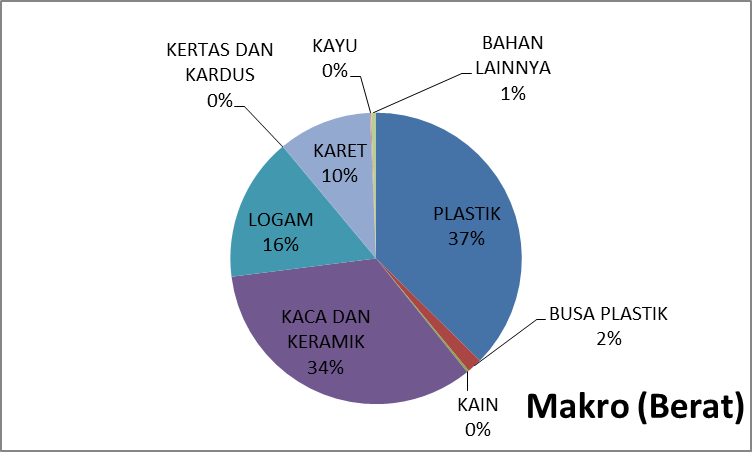 KERTAS DAN
KARDUS
0%
KAYU
0%
BAHAN
LAINNYA
1%
KARET
10%
PLASTIK
37%
LOGAM
16%
KACA DAN
KERAMIK
34%
BUSA PLASTIK
2%
KAIN
0%
Makro (Berat)